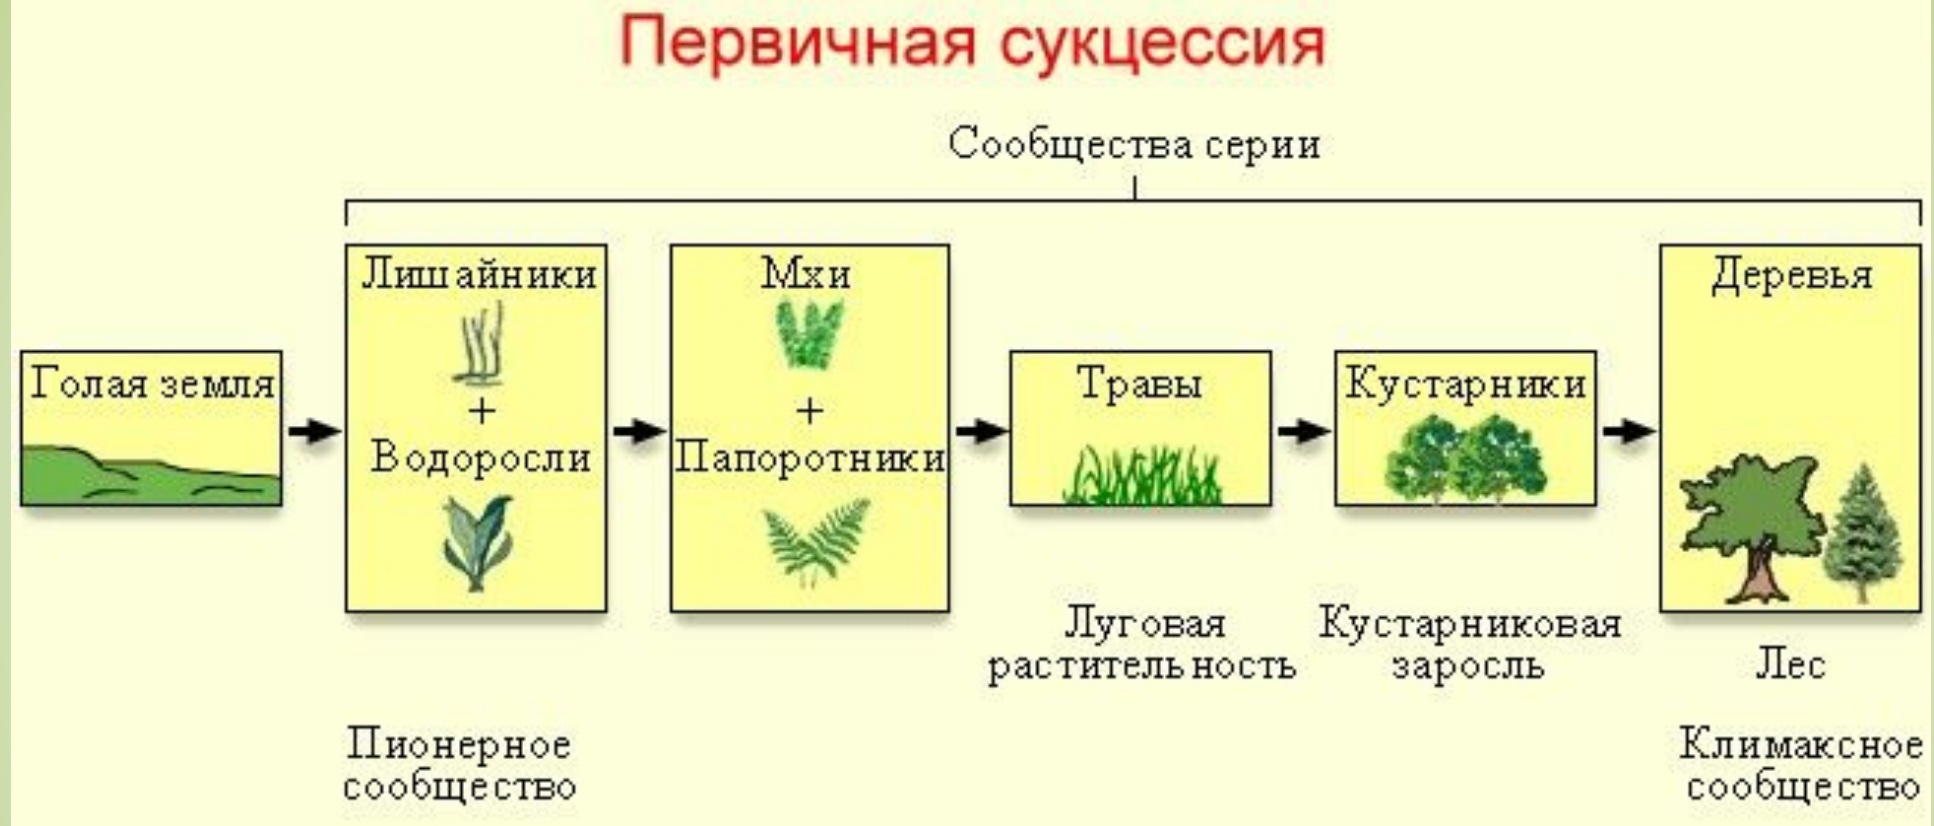 Первичная сукцессия
Сообщества серии
Голая земля
Лишайники
+
Водоросли
Мхи
+
Папоротники
Травы
Кустарники
Деревья
Луговая
растительность
Кустарниковая
заросль
Лес
Пионерное
сообщество
Климаксное
сообщество